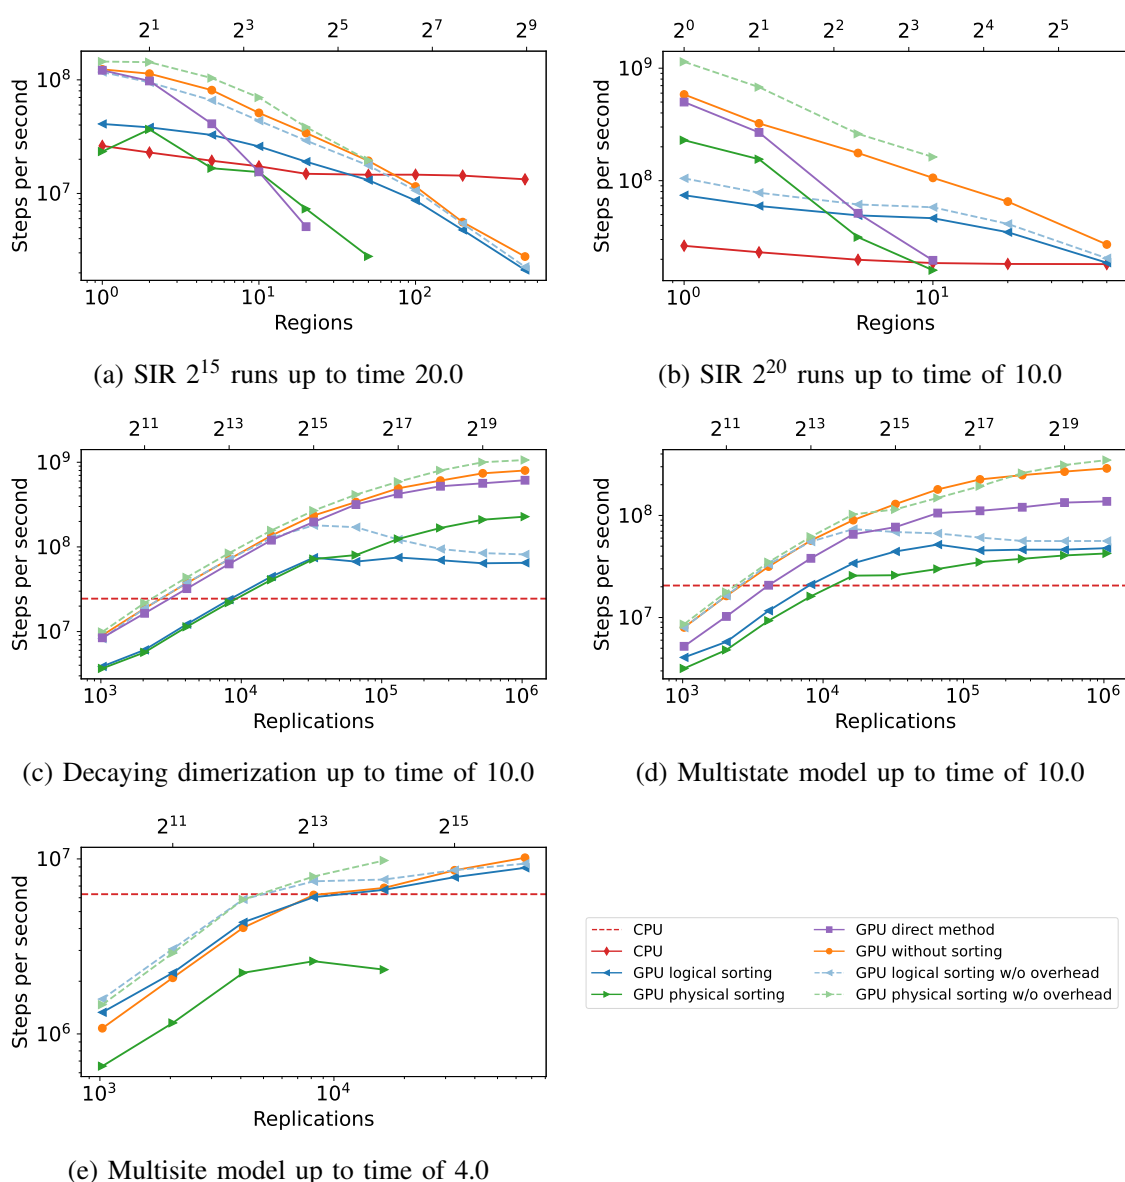 2^1 2^3 2^5 2^7 2^9
Steps per second
10^8
10^7
10^0 10^1 10^2
Regions
(a) SIR 2^15 runs up to time 20.0
2^0 2^1 2^2 2^3 2^4 2^5
Steps per second
10^9
10^8
10^0 10^1
Regions
(b) SIR 2^20 runs up to time of 10.0
2^11 2^13 2^15 2^17 2^19
Steps per second
10^9
10^8
10^7
10^3 10^4 10^5 10^6
Replications
(c) Decaying dimerization up to time of 10.0
2^11 2^13 2^15 2^17 2^19
Steps per second
10^8
10^7
10^3 10^4 10^5 10^6
Replications
(d) Multistate model up to time of 10.0
2^11 2^13 2^15
Steps per second
10^7
10^6
10^3 10^4
Replications
(e) Multisite model up to time of 4.0
CPU
CPU
GPU logical sorting
GPU physical sorting
GPU direct method
GPU without sorting
GPU logical sorting w/o overhead
GPU physical sorting w/o overhead